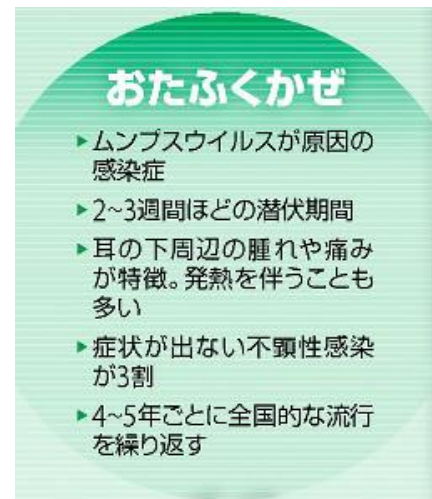 おたふくかぜ
▶ムンプスウイルスが原因の
感染症
▶2~3週間ほどの潜伏期間
▶耳の下周辺の腫れや痛み
が特徴。発熱を伴うことも
多い
▶症状が出ない不顕性感染
が3割
▶4~5年ごとに全国的な流行
を繰り返す